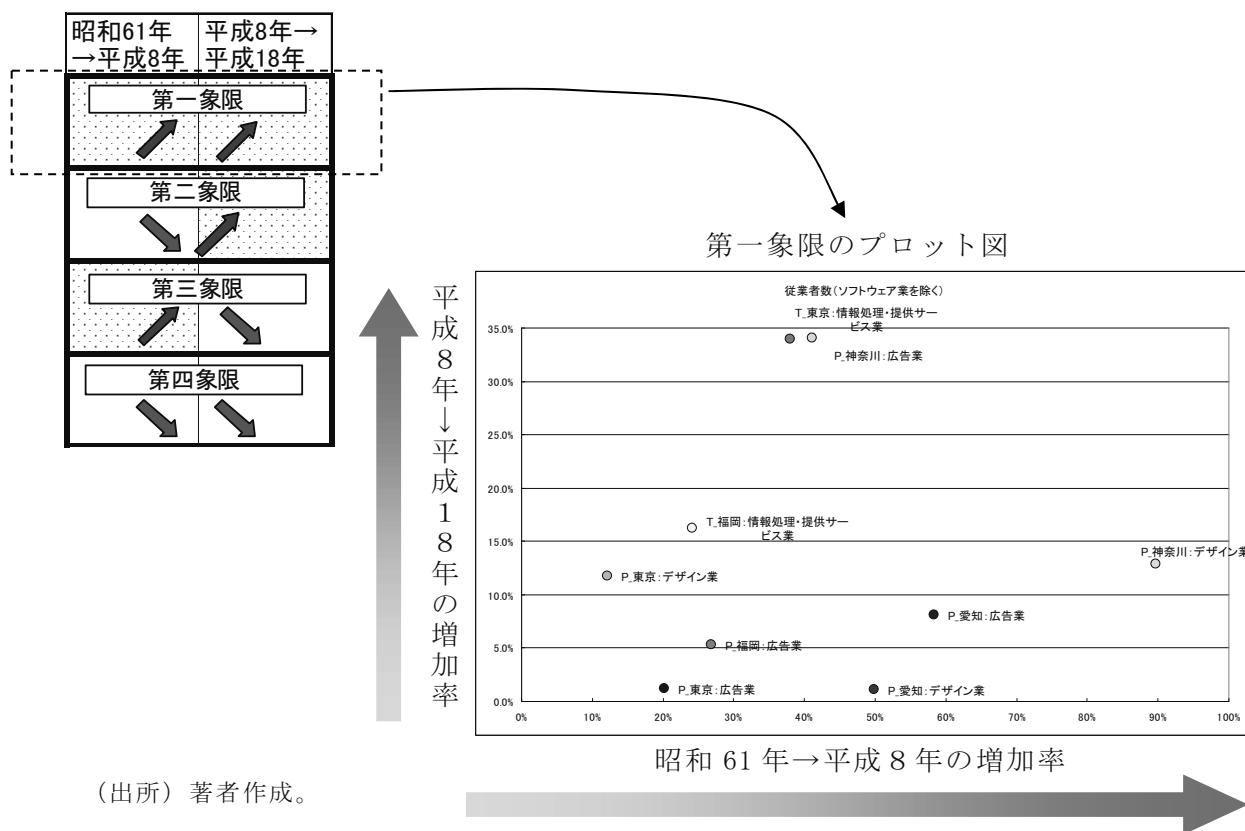 昭和61年
→平成8年
平成8年→
平成18年
第一象限
第二象限
第三象限
第四象限
第一象限のプロット図
平成8年→平成18年の増加率
従業者数(ソフトウェア業を除く)
T_東京:情報処理・提供サー
ビス業
P_神奈川:広告業
T_福岡:情報処理・提供サー
ビス業
P_神奈川:デザイン業
P_東京:デザイン業
P_愛知:広告業
P_福岡:広告業
P_東京:広告業
P_愛知:デザイン業
35.0%
30.0%
25.0%
20.0%
15.0%
10.0%
5.0%
0.0%
0% 10% 20% 30% 40% 50% 60% 70% 80% 90% 100%
昭和 61 年→平成 8 年の増加率
(出所)著者作成。